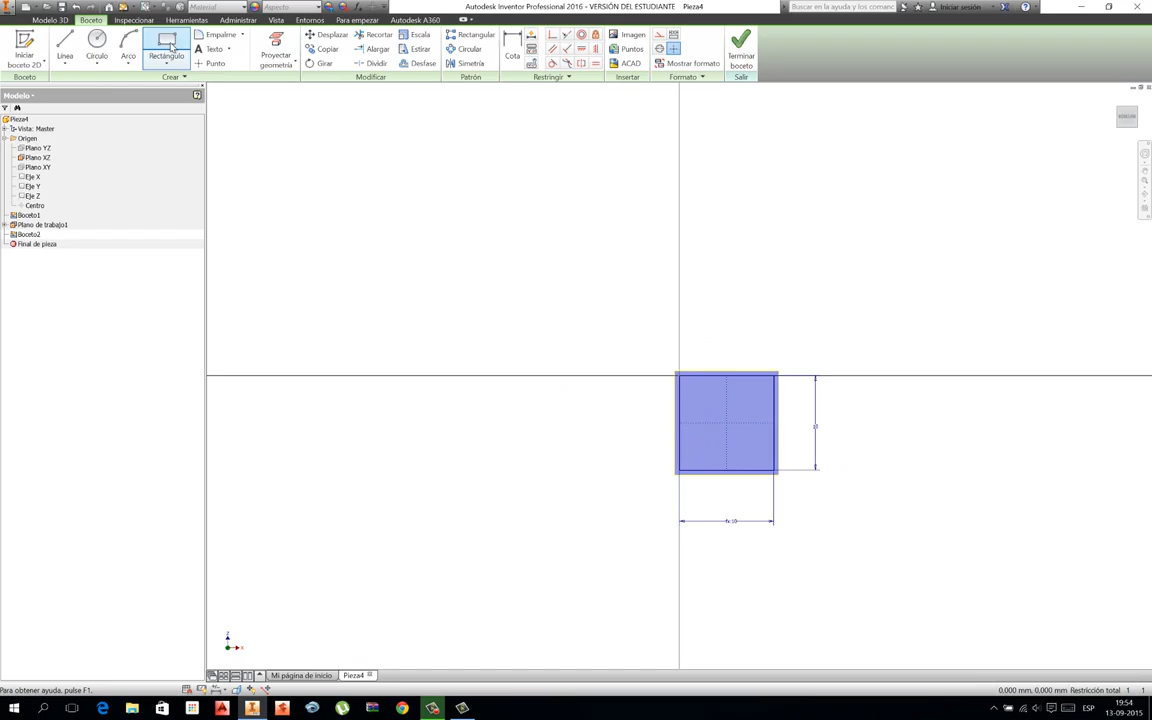 Material
Aspecto
Autodesk Inventor Professional 2016 - VERSIÓN DEL ESTUDIANTE Pieza4
Buscar en la ayuda y los comanc
Iniciar sesión
Modelo 3D Boceto Inspeccionar Herramientas Administrar Vista Entornos Para empezar Autodesk A360
Iniciar boceto 2D
Línea
Círculo
Arco
Rectángulo
Empalme
Texto
Punto
Proyectar geometría
Desplazar
Copiar
Girar
Recortar
Alargar
Dividir
Escala
Estirar
Desfase
Rectangular
Circular
Simetría
Cota
Imagen
Puntos
ACAD
Mostrar formato
Terminar boceto
Boceto Crear Modificar Patrón Restringir Insertar Formato Salir
Modelo
Pieza4
Vista: Master
Origen
Plano YZ
Plano XZ
Plano XY
Eje X
Eje Y
Eje Z
Centro
Boceto1
Plano de trabajo1
Boceto2
Final de pieza
10
fx:10
Z
X
Mi página de inicio
Pieza4
Para obtener ayuda, pulse F1.
0.000 mm, 0.000 mm Restricción total 1 1
ESP
19:54
13-09-2015